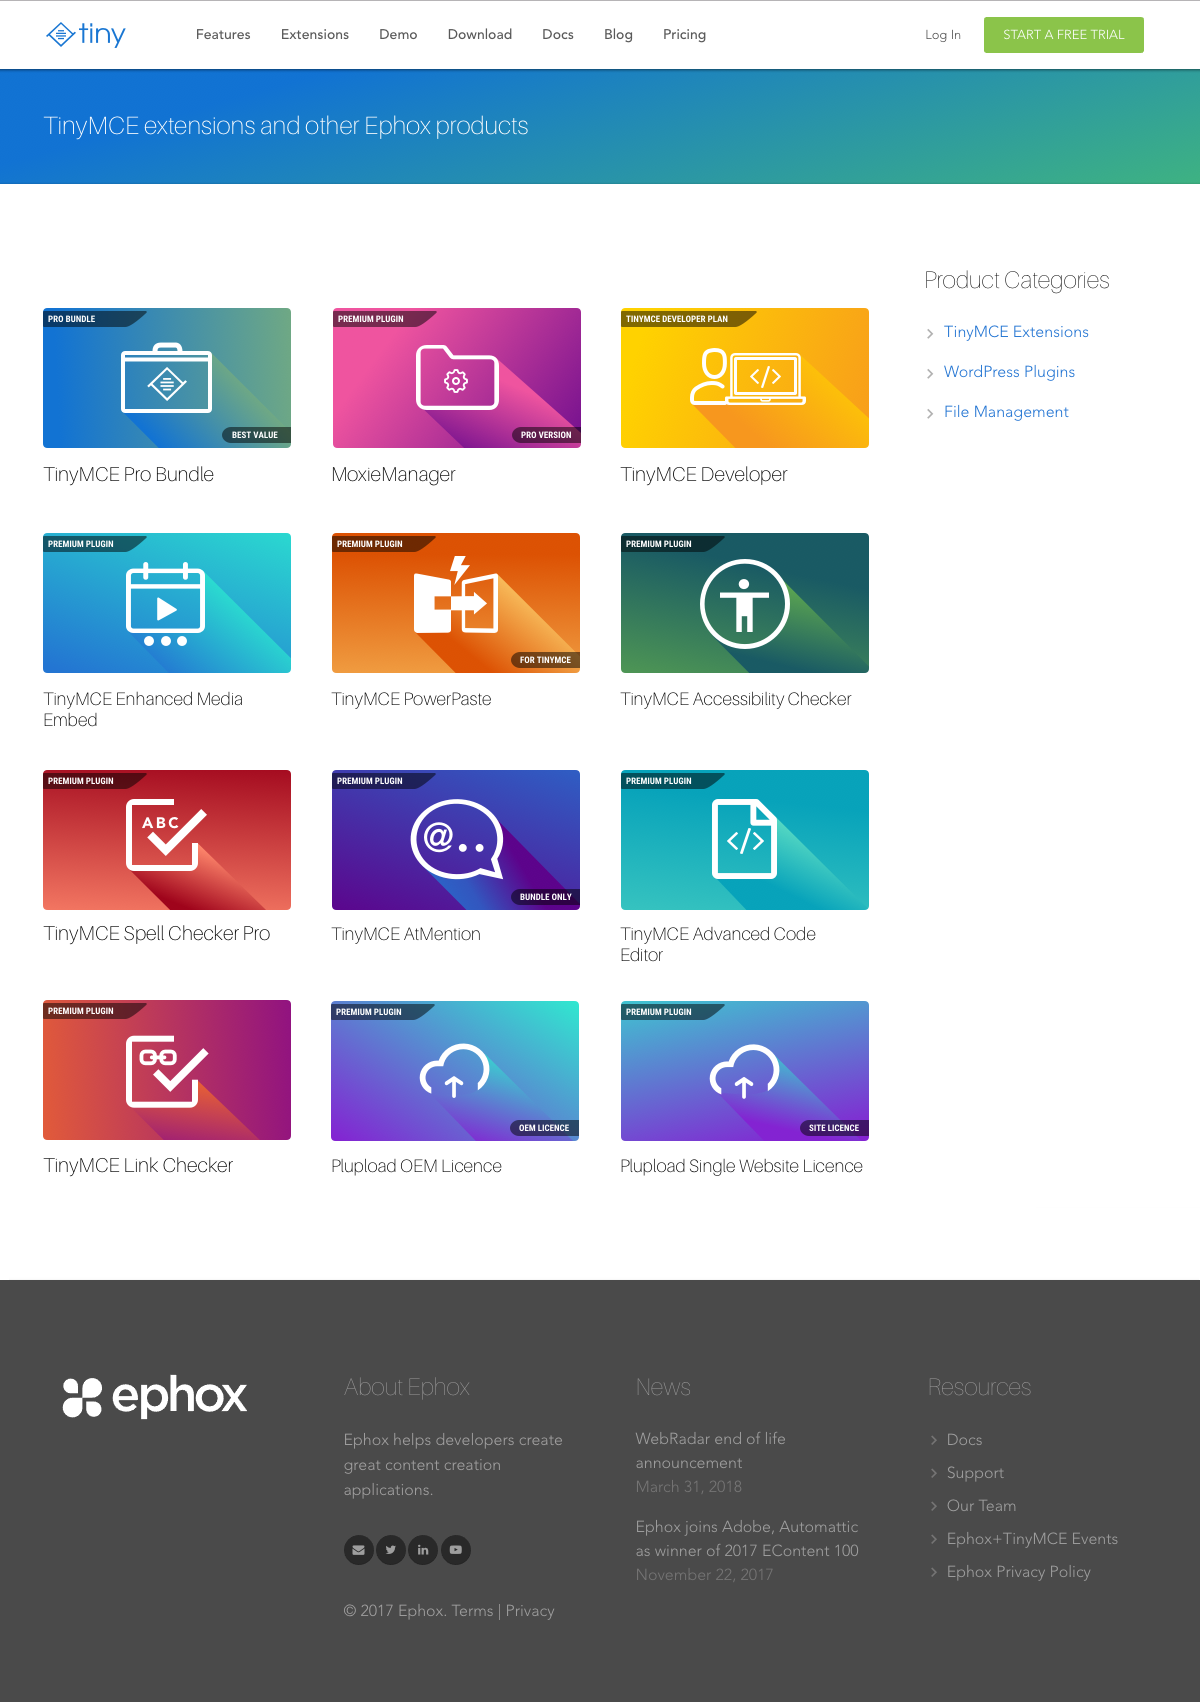 tiny
Features Extensions Demo Download Docs Blog Pricing
Log In START A FREE TRIAL
TinyMCE extensions and other Ephox products
PRO BUNDLE
BEST VALUE
TinyMCE Pro Bundle
PREMIUM PLUGIN
PRO VERSION
MoxieManager
TINYMCE DEVELOPER PLAN
</>
TinyMCE Developer
PREMIUM PLUGIN
TinyMCE Enhanced Media
Embed
PREMIUM PLUGIN
FOR TINYMCE
TinyMCE PowerPaste
PREMIUM PLUGIN
TinyMCE Accessibility Checker
PREMIUM PLUGIN
ABC
TinyMCE Spell Checker Pro
PREMIUM PLUGIN
@..
BUNDLE ONLY
TinyMCE AtMention
PREMIUM PLUGIN
</>
TinyMCE Advanced Code
Editor
PREMIUM PLUGIN
TinyMCE Link Checker
PREMIUM PLUGIN
OEM LICENCE
Plupload OEM Licence
PREMIUM PLUGIN
SITE LICENCE
Plupload Single Website Licence
Product Categories
TinyMCE Extensions
WordPress Plugins
File Management
ephox
About Ephox
Ephox helps developers create
great content creation
applications.
in
© 2017 Ephox. Terms | Privacy
News
WebRadar end of life
announcement
March 31, 2018
Ephox joins Adobe, Automattic
as winner of 2017 EContent 100
November 22, 2017
Resources
Docs
Support
Our Team
Ephox+TinyMCE Events
Ephox Privacy Policy